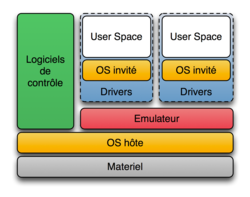 Logiciels
de
contrôle
User Space
OS invité
Drivers
User Space
OS invité
Drivers
Emulateur
OS hôte
Materiel